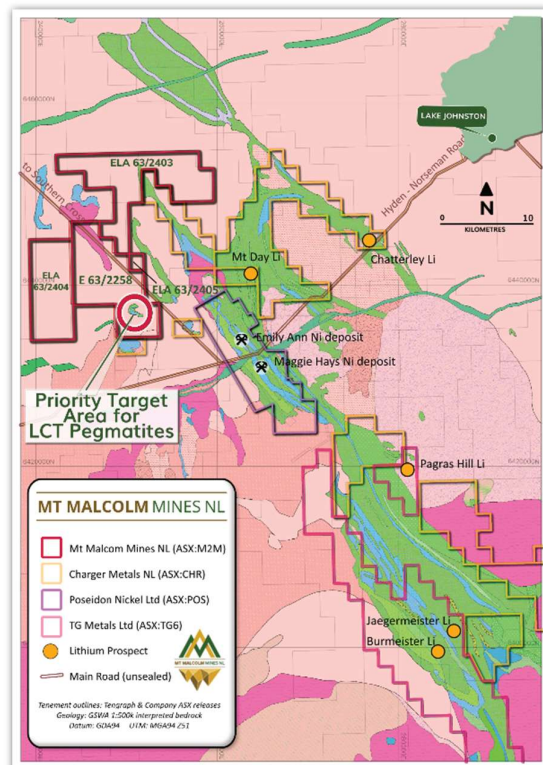 LAKE JOHNSTON
ELA 63/2403
to Southern Cross
Hyden - Norseman Road
N
0 10
KILOMETRES
Mt Day Li
Chatterley Li
ELA
63/2404
E 63/2258
ELA 63/2405
6440000N
Emily Ann Ni deposit
Maggie Hays Ni deposit
Priority Target
Area for
LCT Pegmatites
6420000N
6420000N
Pagras Hill Li
MT MALCOLM MINES NL
Mt Malcom Mines NL (ASX:M2M)
Charger Metals NL (ASX:CHR)
Poseidon Nickel Ltd (ASX:POS)
TG Metals Ltd (ASX:TG6)
Lithium Prospect
Main Road (unsealed)
MT MALCOLM MINES NL
Jaegermeister Li
Burmeister Li
Tenement outlines: Tengraph & Company ASX releases
Geology: GSWA 1:500k interpreted bedrock
Datum: GDA94 UTM: MGA94 Z51